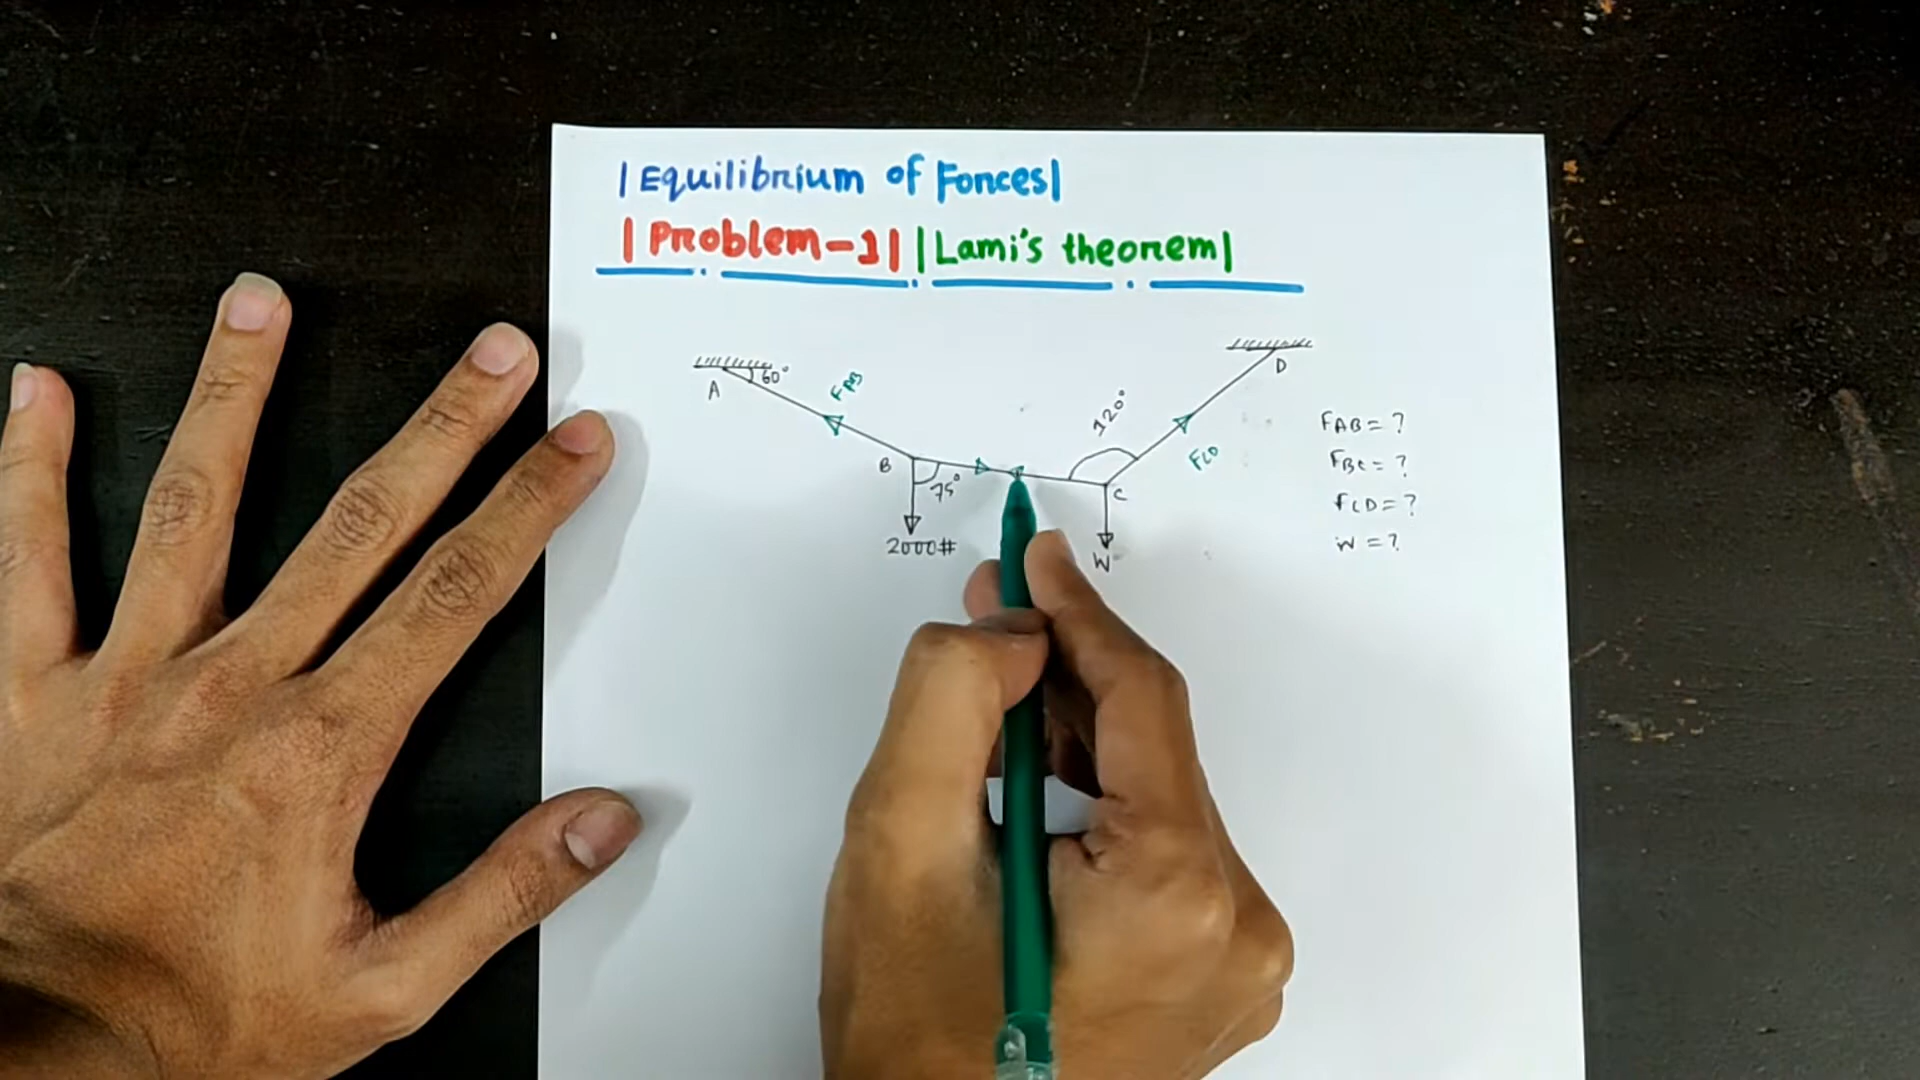 |Equilibrium of Forces|
|Problem-1| |Lami's theorem|
A
60°
FAB
B
75°
2000#
120°
C
W
FCD
D
FAB = ?
FBC = ?
FCD = ?
W = ?